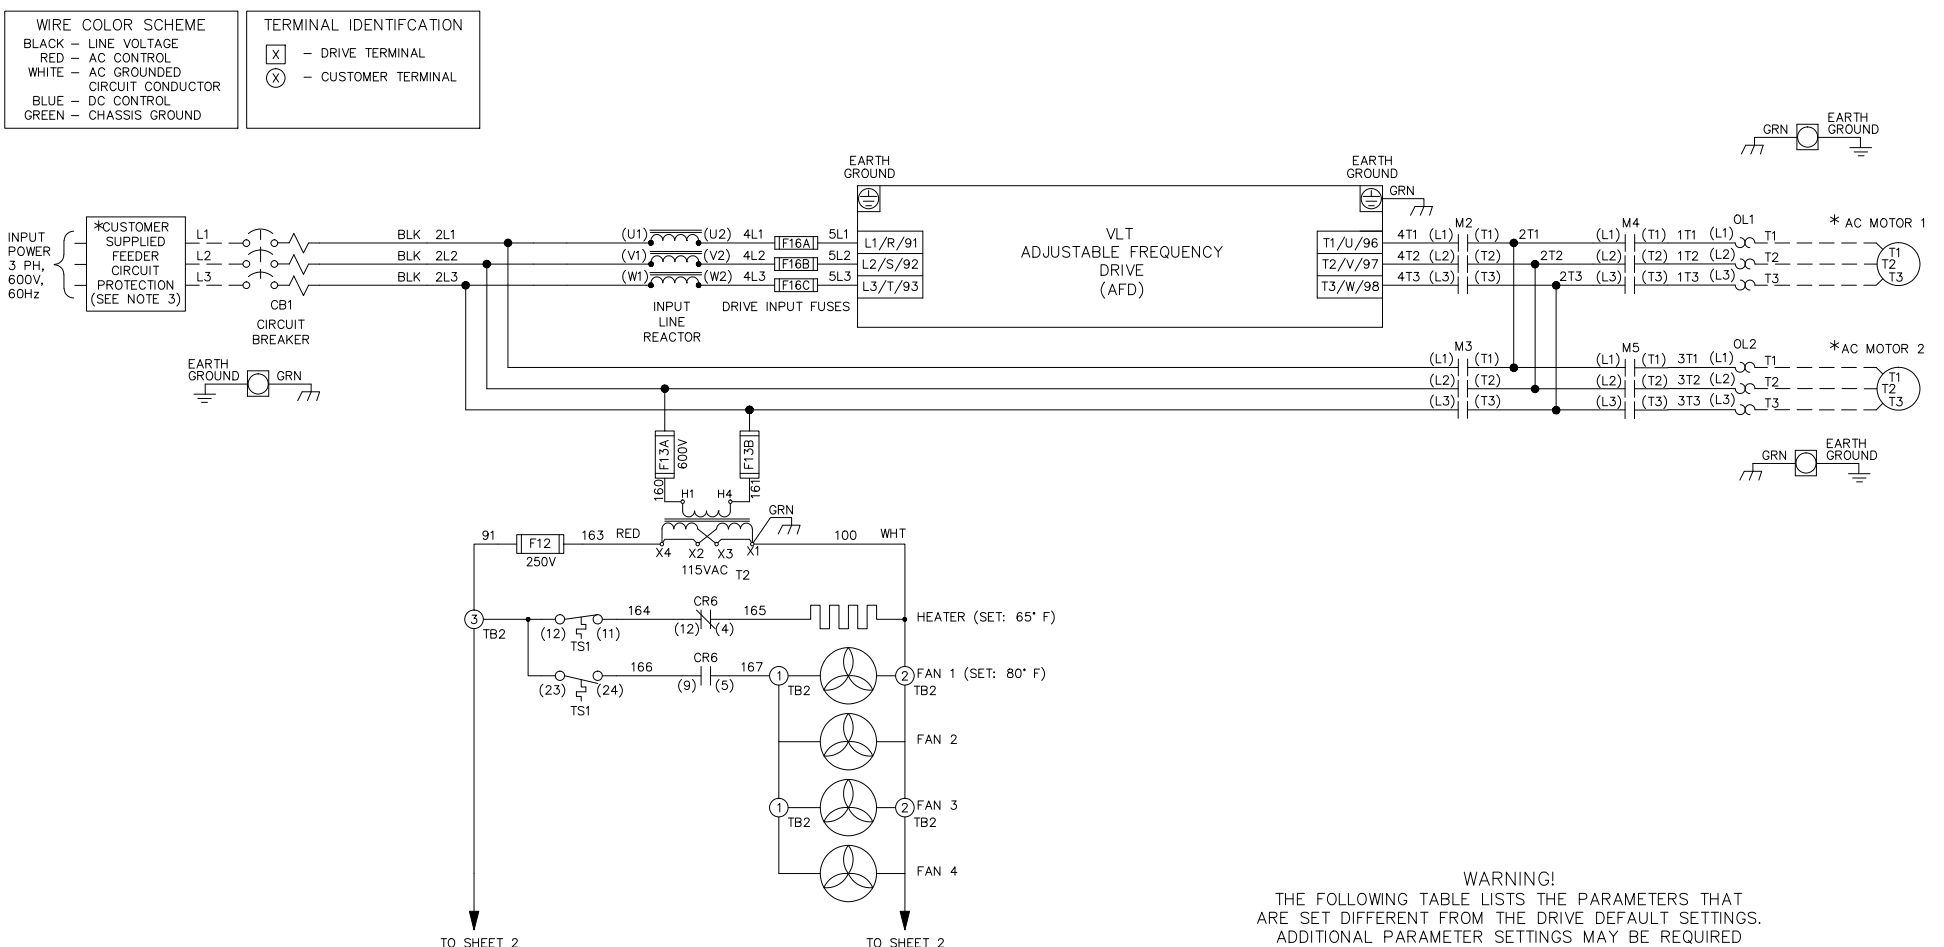 WIRE COLOR SCHEME
BLACK – LINE VOLTAGE
RED – AC CONTROL
WHITE – AC GROUNDED
CIRCUIT CONDUCTOR
BLUE – DC CONTROL
GREEN – CHASSIS GROUND
TERMINAL IDENTIFCATION
X – DRIVE TERMINAL
X – CUSTOMER TERMINAL
GRN
EARTH
GROUND
INPUT
POWER
3 PH,
600V,
60Hz
*CUSTOMER
SUPPLIED
FEEDER
CIRCUIT
PROTECTION
(SEE NOTE 3)
L1
L2
L3
CB1
CIRCUIT
BREAKER
EARTH
GROUND
GRN
BLK 2L1
BLK 2L2
BLK 2L3
(U1) (U2) 4L1 F16A 5L1
(V1) (V2) 4L2 F16B 5L2
(W1) (W2) 4L3 F16C 5L3
INPUT
LINE
REACTOR
DRIVE INPUT FUSES
EARTH
GROUND
L1/R/91
L2/S/92
L3/T/93
VLT
ADJUSTABLE FREQUENCY
DRIVE
(AFD)
EARTH
GROUND
GRN
T1/U/96
T2/V/97
T3/W/98
M2
4T1 (L1) (T1) 2T1
4T2 (L2) (T2) 2T2
4T3 (L3) (T3) 2T3
M4
OL1
(L1) (T1) 1T1 (L1) T1
(L2) (T2) 1T2 (L2) T2
(L3) (T3) 1T3 (L3) T3
* AC MOTOR 1
T1
T2
T3
M3
(L1) (T1)
(L2) (T2)
(L3) (T3)
M5
OL2
(L1) (T1) 3T1 (L1) T1
(L2) (T2) 3T2 (L2) T2
(L3) (T3) 3T3 (L3) T3
*AC MOTOR 2
T1
T2
T3
GRN
EARTH
GROUND
F13A
600V
F13B
160
161
H1 H4
GRN
91 F12 163 RED
250V
X4 X2 X3 X1
100 WHT
115VAC T2
3
TB2
(12) (11)
TS1
164
CR6
(12) (4)
165
HEATER (SET: 65° F)
(23) (24)
TS1
166
CR6
(9) (5)
167
1
TB2
2
TB2
FAN 1 (SET: 80° F)
FAN 2
1
TB2
2
TB2
FAN 3
FAN 4
TO SHEET 2
TO SHEET 2
WARNING!
THE FOLLOWING TABLE LISTS THE PARAMETERS THAT
ARE SET DIFFERENT FROM THE DRIVE DEFAULT SETTINGS.
ADDITIONAL PARAMETER SETTINGS MAY BE REQUIRED